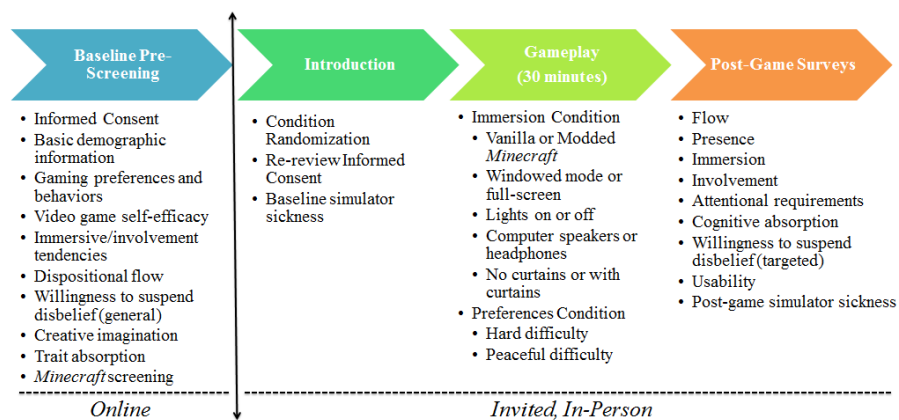 Baseline Pre-
Screening
Introduction
Gameplay
(30 minutes)
Post-Game Surveys
• Informed Consent
• Basic demographic
information
• Gaming preferences and
behaviors
• Video game self-efficacy
• Immersive/involvement
tendencies
• Dispositional flow
• Willingness to suspend
disbelief (general)
• Creative imagination
• Trait absorption
• Minecraft screening
• Condition
Randomization
• Re-review Informed
Consent
• Baseline simulator
sickness
• Immersion Condition
• Vanilla or Modded
Minecraft
• Windowed mode or
full-screen
• Lights on or off
• Computer speakers or
headphones
• No curtains or with
curtains
• Preferences Condition
• Hard difficulty
• Peaceful difficulty
• Flow
• Presence
• Immersion
• Involvement
• Attentional requirements
• Cognitive absorption
• Willingness to suspend
disbelief (targeted)
• Usability
• Post-game simulator sickness
Online
Invited, In-Person